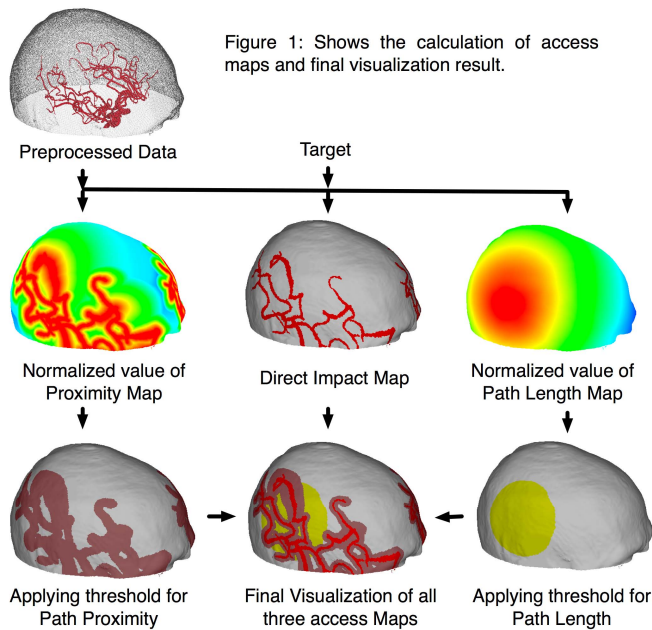 Figure 1: Shows the calculation of access
maps and final visualization result.
Preprocessed Data
Target
Normalized value of
Proximity Map
Direct Impact Map
Normalized value of
Path Length Map
Applying threshold for
Path Proximity
Final Visualization of all
three access Maps
Applying threshold for
Path Length